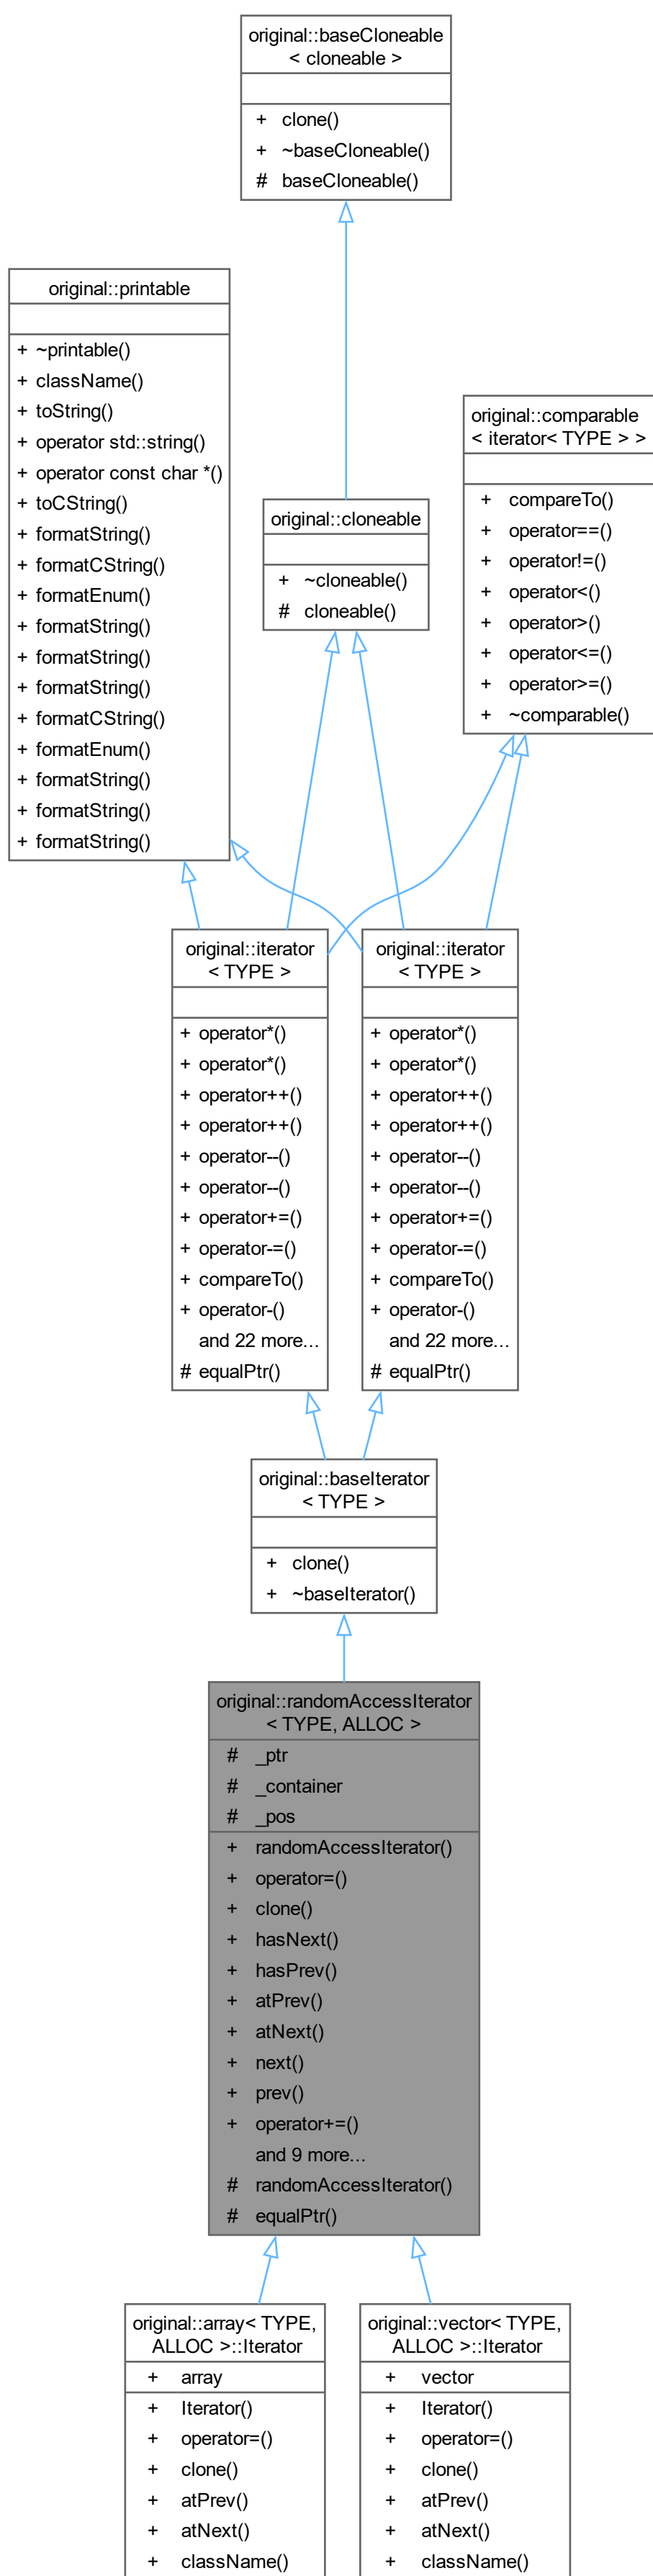 original::baseCloneable
< cloneable >
+ clone()
+ ~baseCloneable()
# baseCloneable()
original::printable
+ ~printable()
+ className()
+ toString()
+ operator std::string()
+ operator const char *()
+ toCString()
+ formatString()
+ formatCString()
+ formatEnum()
+ formatString()
+ formatString()
+ formatString()
+ formatCString()
+ formatEnum()
+ formatString()
+ formatString()
+ formatString()
original::comparable
< iterator< TYPE > >
+ compareTo()
+ operator==()
+ operator!=()
+ operator<()
+ operator>()
+ operator<=()
+ operator>=()
+ ~comparable()
original::cloneable
+ ~cloneable()
# cloneable()
original::iterator
< TYPE >
+ operator*()
+ operator*()
+ operator++()
+ operator++()
+ operator--()
+ operator--()
+ operator+=()
+ operator-=()
+ compareTo()
+ operator-()
and 22 more...
# equalPtr()
original::iterator
< TYPE >
+ operator*()
+ operator*()
+ operator++()
+ operator++()
+ operator--()
+ operator--()
+ operator+=()
+ operator-=()
+ compareTo()
+ operator-()
and 22 more...
# equalPtr()
original::baseIterator
< TYPE >
+ clone()
+ ~baseIterator()
original::randomAccessIterator
< TYPE, ALLOC >
# _ptr
# _container
# _pos
+ randomAccessIterator()
+ operator=()
+ clone()
+ hasNext()
+ hasPrev()
+ atPrev()
+ atNext()
+ next()
+ prev()
+ operator+=()
and 9 more...
# randomAccessIterator()
# equalPtr()
original::array< TYPE,
ALLOC >::Iterator
+ array
+ Iterator()
+ operator=()
+ clone()
+ atPrev()
+ atNext()
+ className()
original::vector< TYPE,
ALLOC >::Iterator
+ vector
+ Iterator()
+ operator=()
+ clone()
+ atPrev()
+ atNext()
+ className()